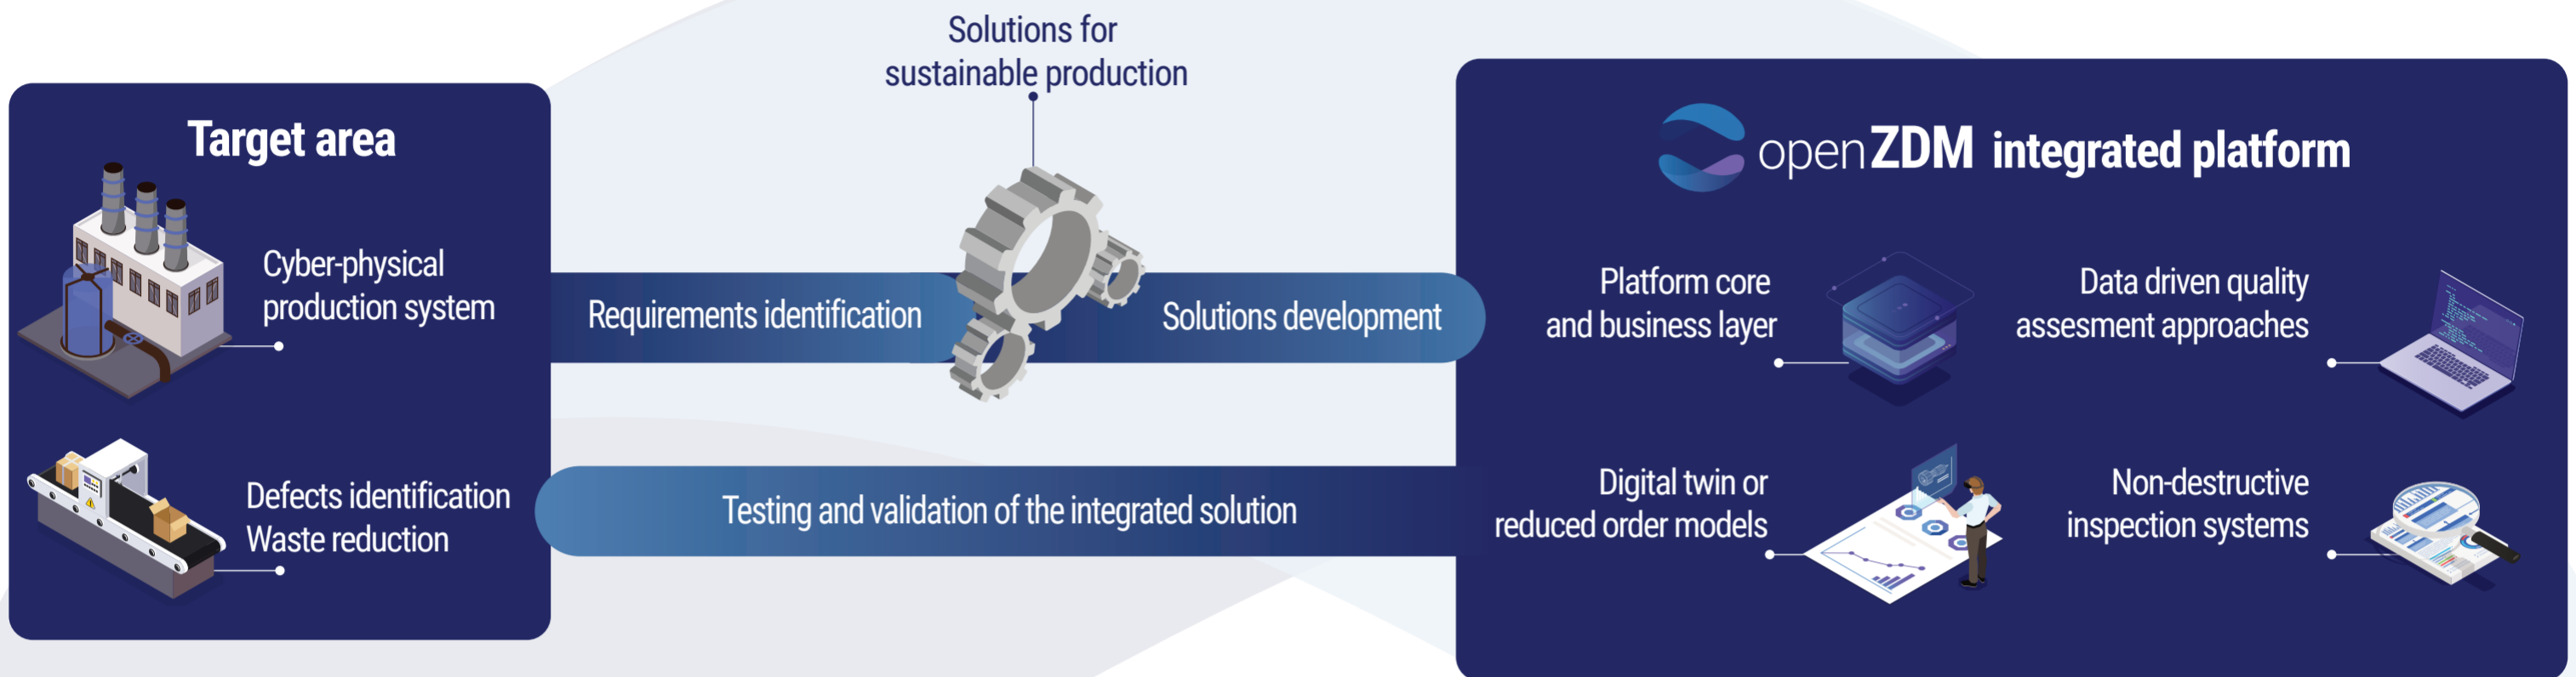 Solutions for
sustainable production
Target area
Cyber-physical
production system
Defects identification
Waste reduction
Requirements identification
Solutions development
Testing and validation of the integrated solution
openZDM integrated platform
Platform core
and business layer
Data driven quality
assesment approaches
Digital twin or
reduced order models
Non-destructive
inspection systems